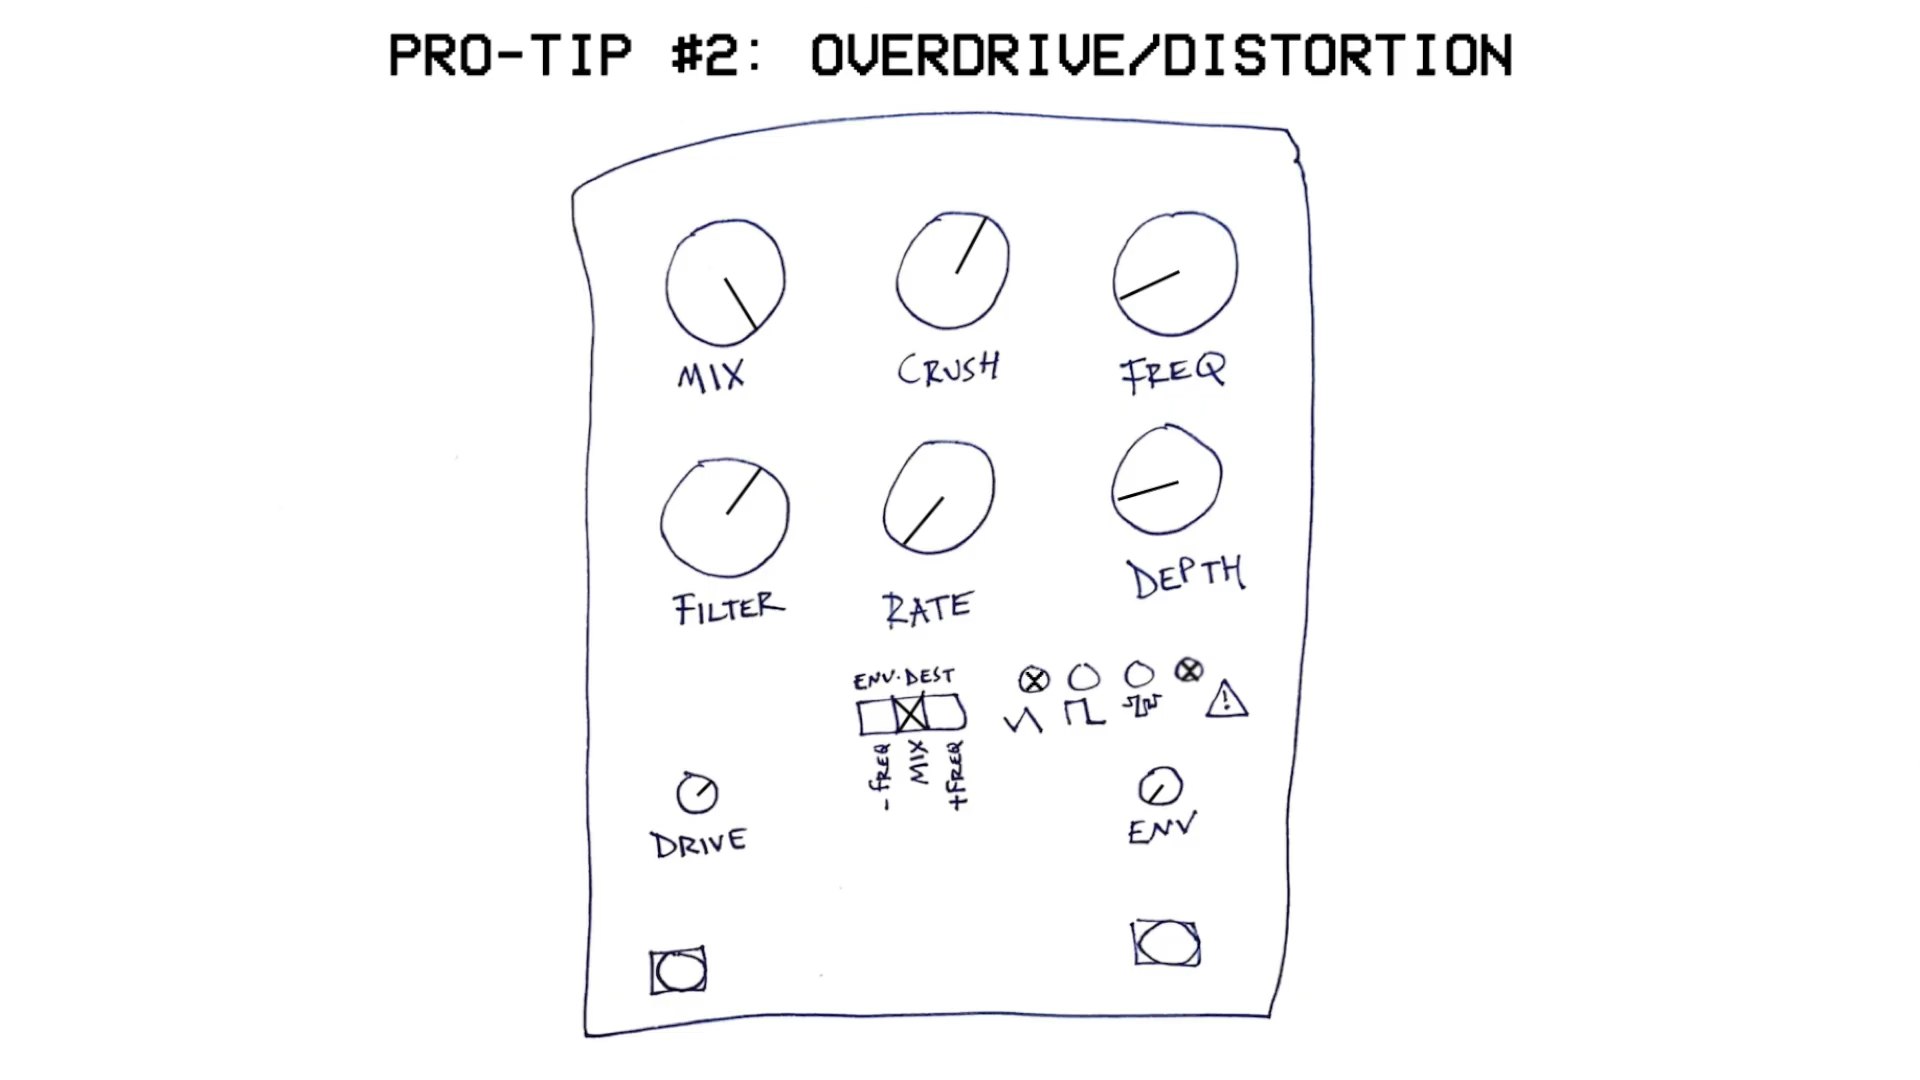 PRO-TIP #2: OVERDRIVE/DISTORTION
MIX CRUSH FREQ
FILTER RATE DEPTH
ENV·DEST
-FREQ MIX +FREQ
!
DRIVE ENV